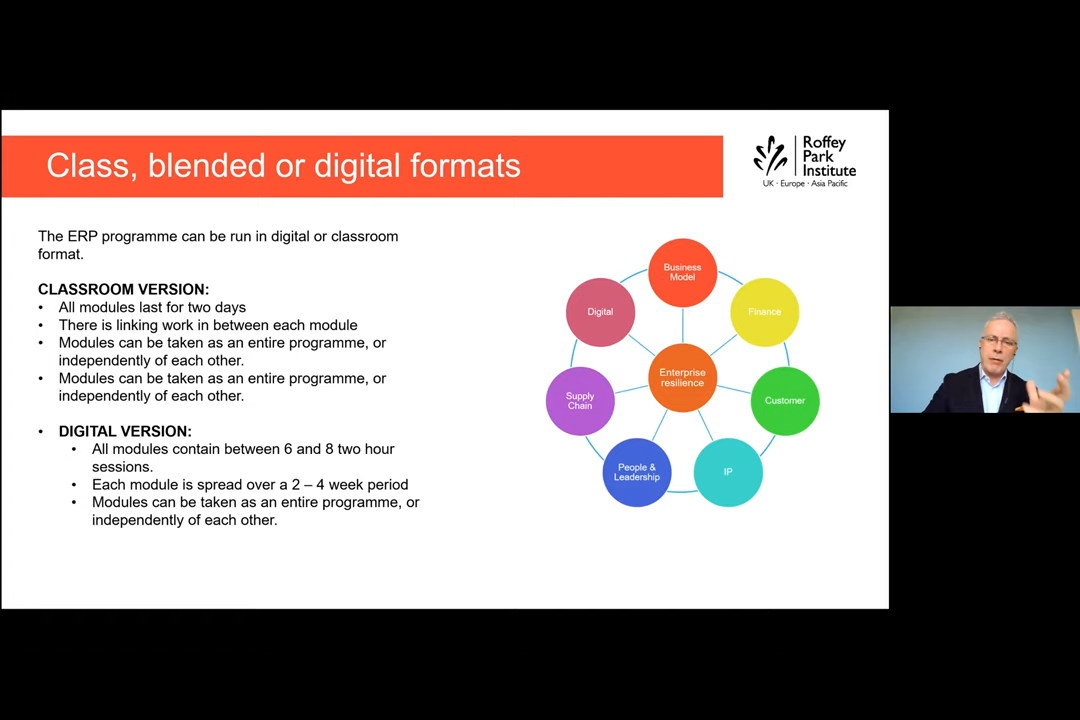 Class, blended or digital formats
Roffey
Park
Institute
UK · Europe · Asia Pacific
The ERP programme can be run in digital or classroom
format.
CLASSROOM VERSION:
• All modules last for two days
• There is linking work in between each module
• Modules can be taken as an entire programme, or
independently of each other.
• Modules can be taken as an entire programme, or
independently of each other.
• DIGITAL VERSION:
• All modules contain between 6 and 8 two hour
sessions.
• Each module is spread over a 2 – 4 week period
• Modules can be taken as an entire programme, or
independently of each other.
Business
Model
Finance
Customer
IP
People &
Leadership
Supply
Chain
Digital
Enterprise
resilience